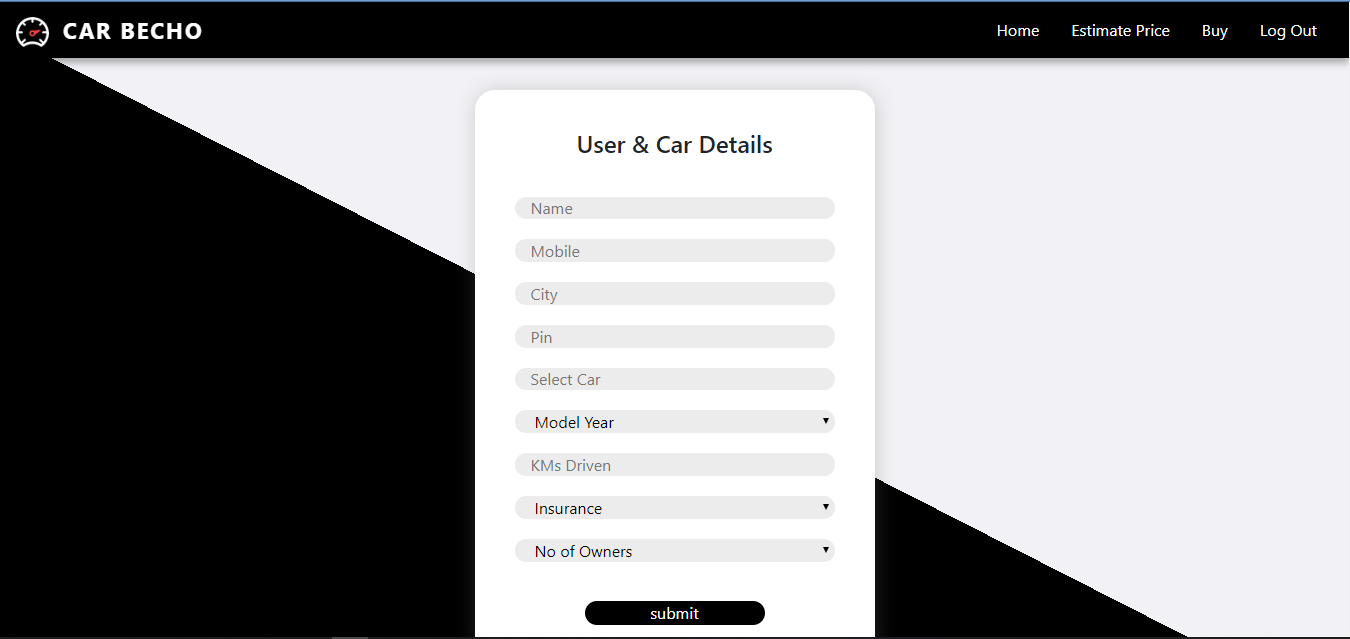 CAR BECHO
Home Estimate Price Buy Log Out
User & Car Details
Name
Mobile
City
Pin
Select Car
Model Year
KMs Driven
Insurance
No of Owners
submit